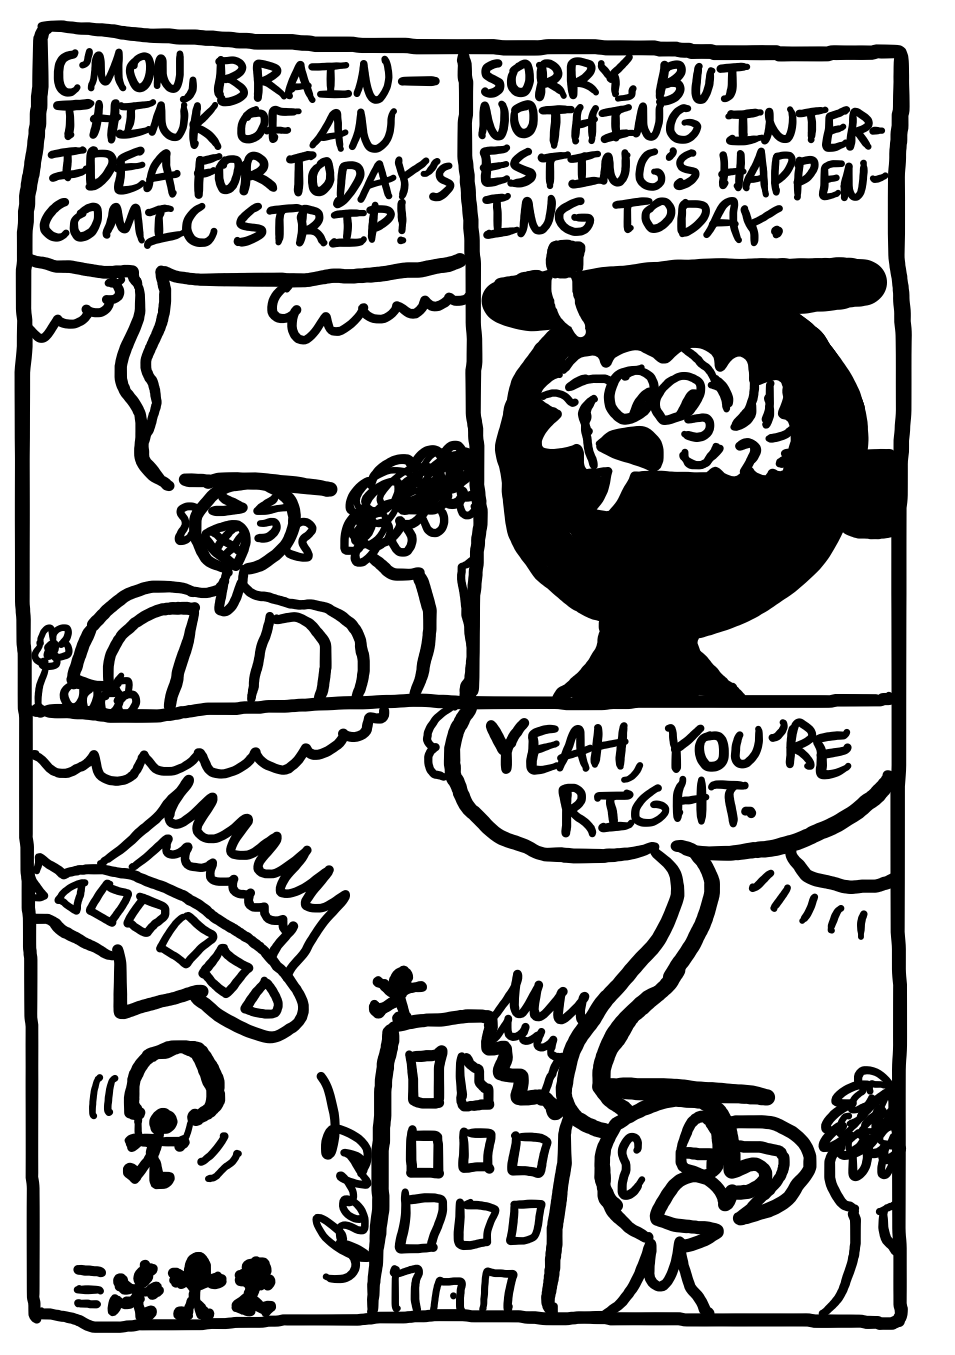 C'MON, BRAIN—
THINK OF AN
IDEA FOR TODAY'S
COMIC STRIP!
SORRY, BUT
NOTHING INTER-
ESTING'S HAPPEN-
ING TODAY.
YEAH, YOU'RE
RIGHT.